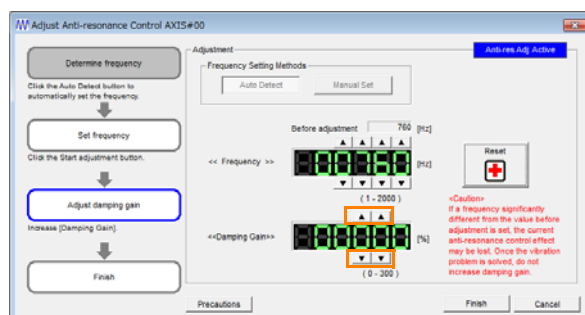 Adjust Anti-resonance Control AXIS#00
Determine frequency
Click the Auto Detect button to
automatically set the frequency.
Set frequency
Click the Start adjustment button.
Adjust damping gain
Increase [Damping Gain].
Finish
Adjustment
Anti-res Adj Active
Frequency Setting Methods
Auto Detect
Manual Set
Before adjustment 760 [Hz]
<< Frequency >> 000760 [Hz]
(1 - 2000)
<<Damping Gain>> 000000 [%]
(0 - 300)
Reset
<Caution>
If a frequency significantly
different from the value before
adjustment is set, the current
anti-resonance control effect
may be lost. Once the vibration
problem is solved, do not
increase damping gain.
Precautions
Finish
Cancel